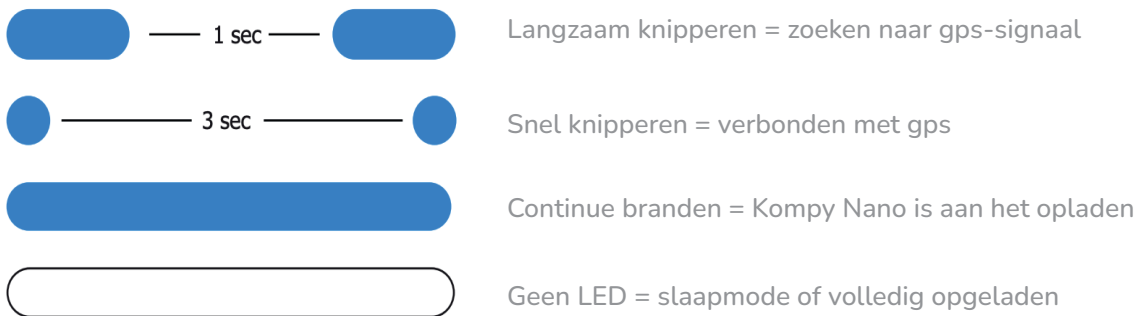 1 sec Langzaam knipperen = zoeken naar gps-signaal
3 sec Snel knipperen = verbonden met gps
Continue branden = Kompy Nano is aan het opladen
Geen LED = slaapmode of volledig opgeladen